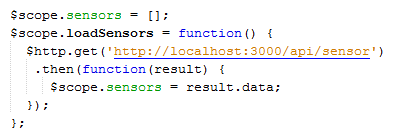 $scope.sensors = [];
$scope.loadSensors = function() {
$http.get('http://localhost:3000/api/sensor')
.then(function(result) {
$scope.sensors = result.data;
});
};